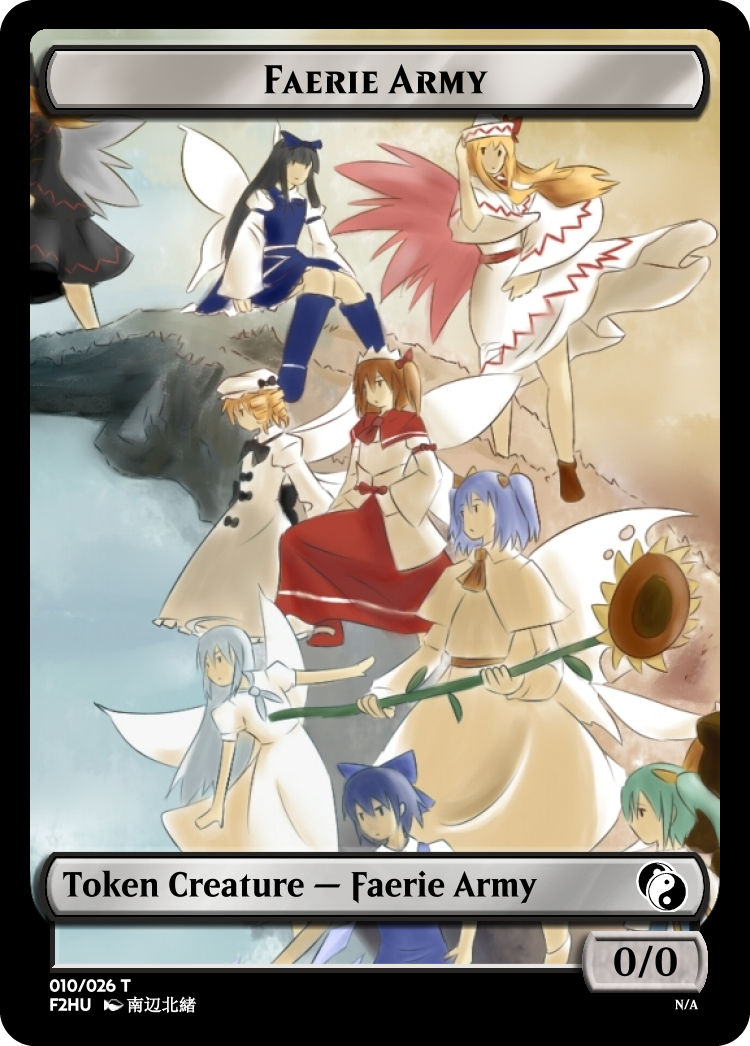 Faerie Army
Token Creature — Faerie Army
0/0
010/026 T
F2HU 南辺北緒
N/A